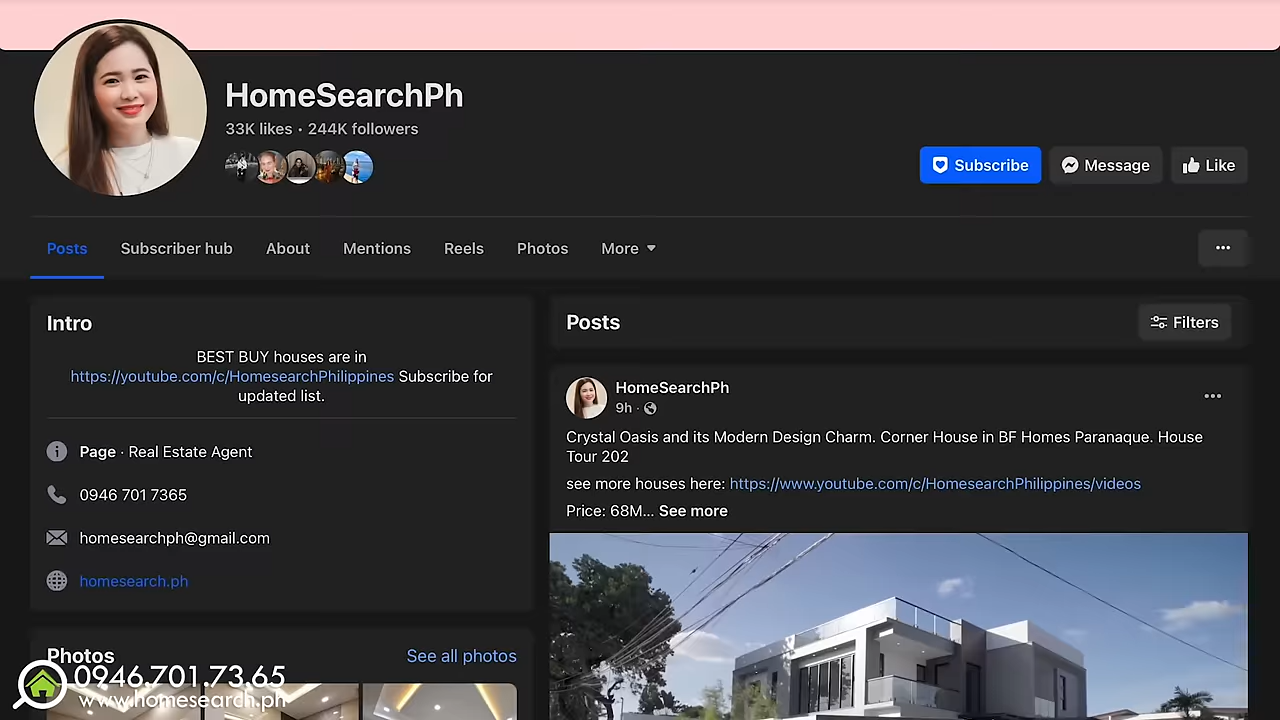 HomeSearchPh
33K likes • 244K followers
Subscribe
Message
Like
Posts
Subscriber hub
About
Mentions
Reels
Photos
More
Intro
BEST BUY houses are in
https://youtube.com/c/HomesearchPhilippines Subscribe for
updated list.
Page · Real Estate Agent
0946 701 7365
homesearchph@gmail.com
homesearch.ph
Photos
See all photos
Posts
Filters
HomeSearchPh
9h ·
Crystal Oasis and its Modern Design Charm. Corner House in BF Homes Paranaque. House
Tour 202
see more houses here: https://www.youtube.com/c/HomesearchPhilippines/videos
Price: 68M... See more
0946.701.73.65
www.homesearch.ph